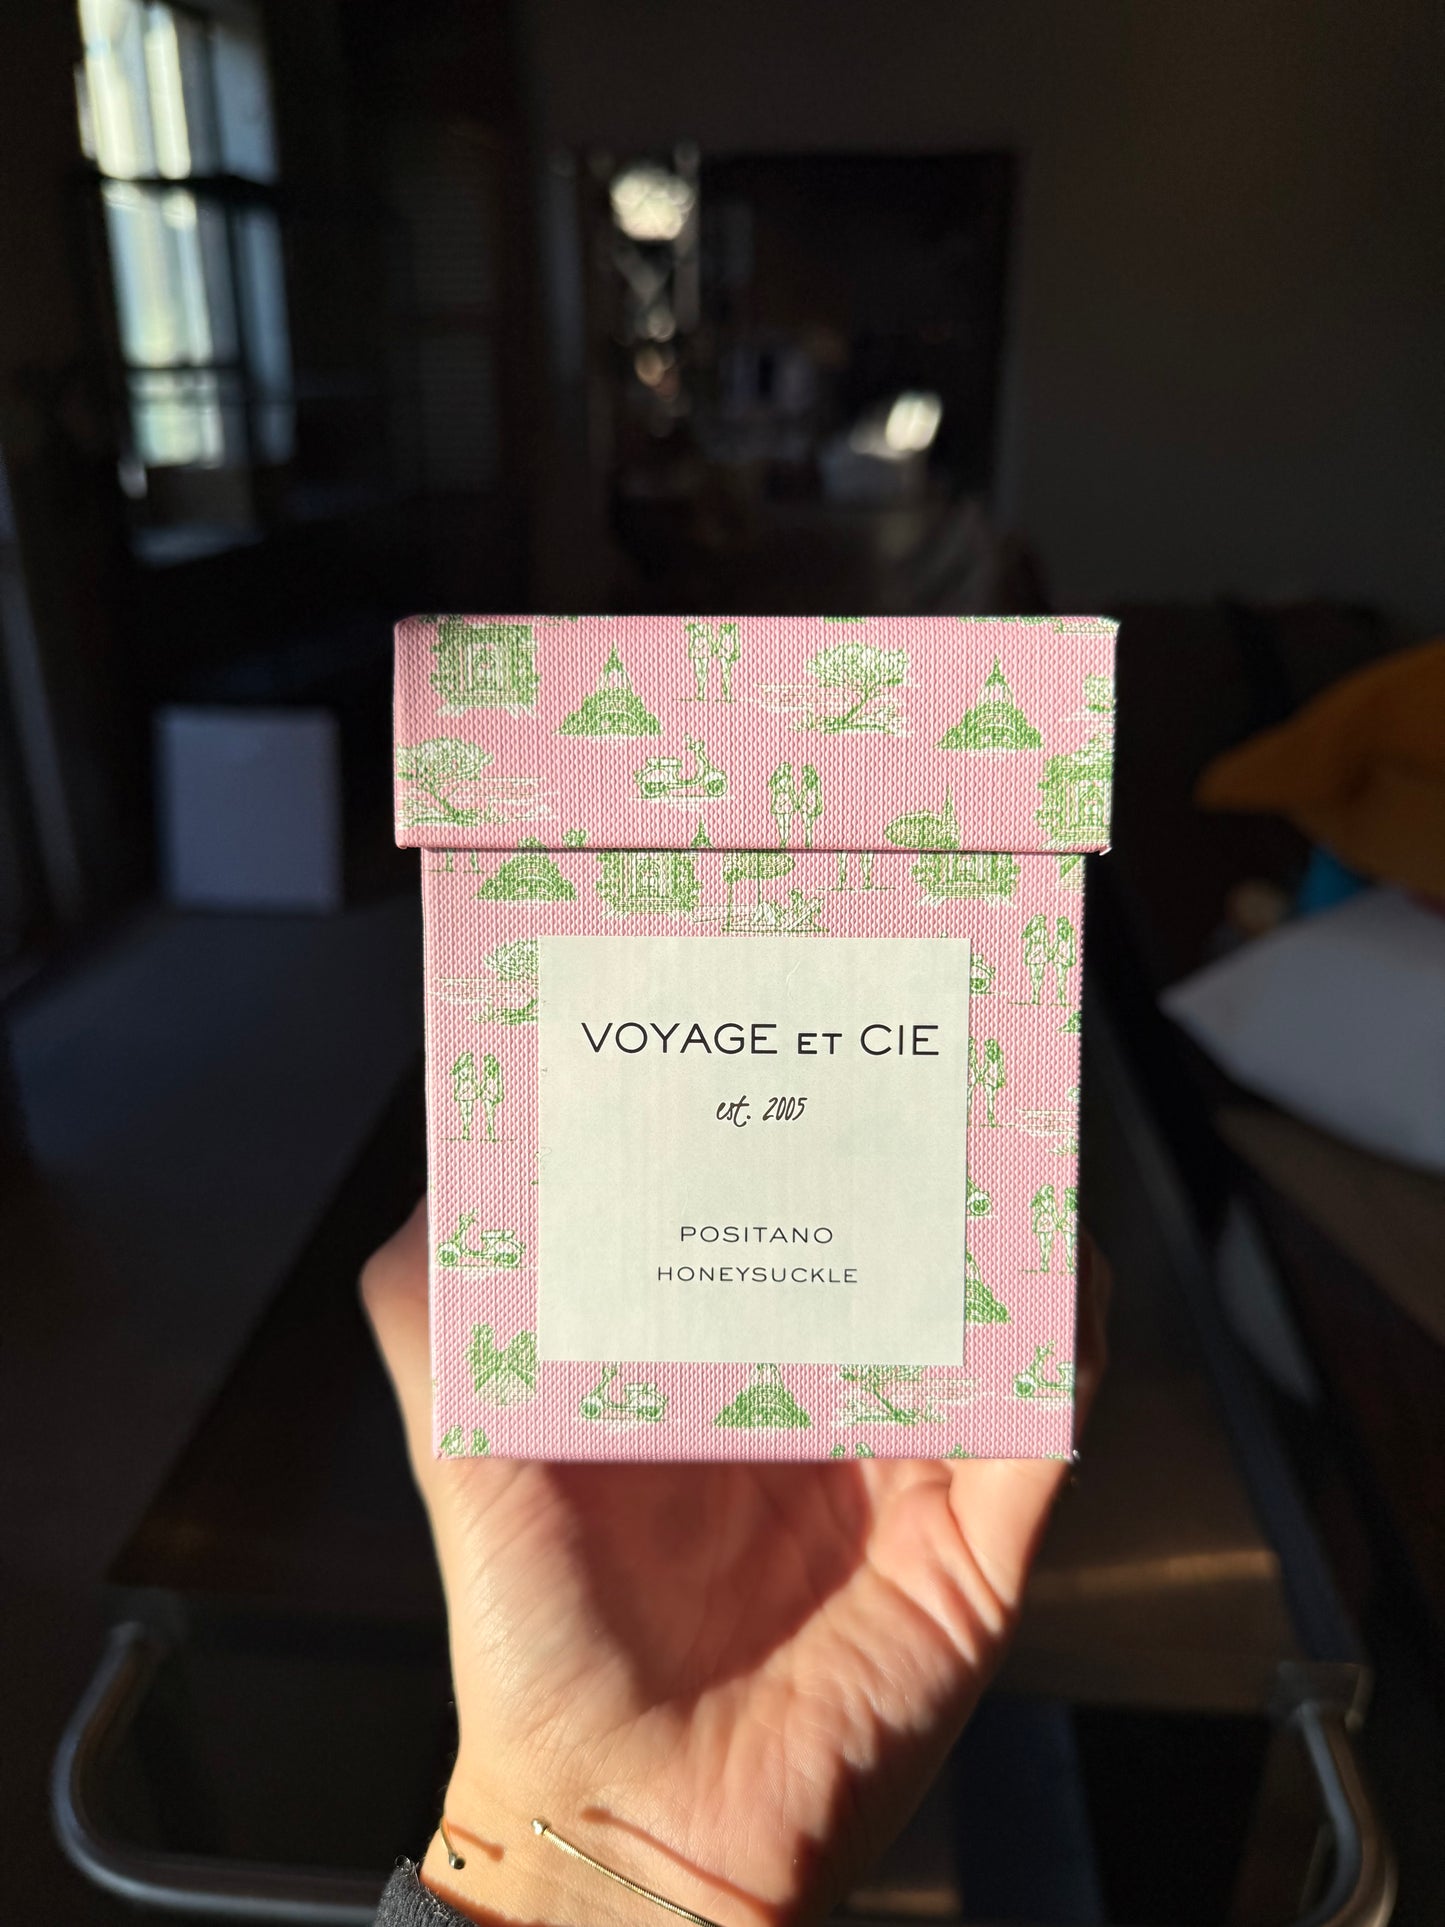 VOYAGE ET CIE
est. 2005
POSITANO
HONEYSUCKLE